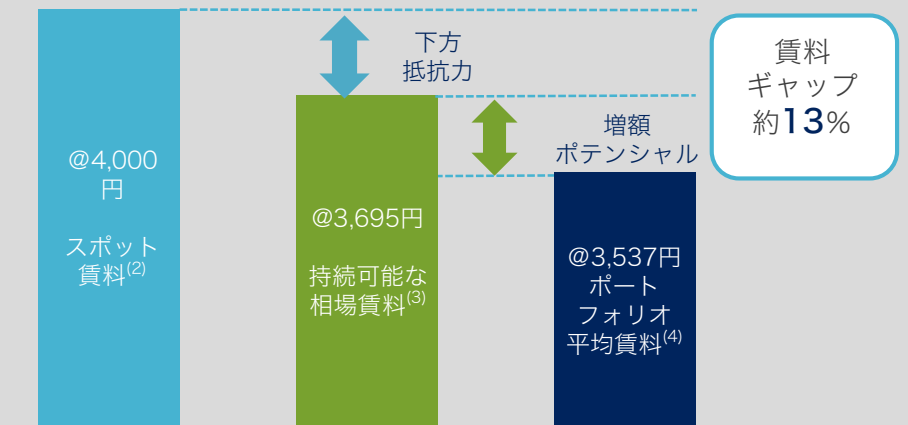 @4,000
円
スポット
賃料(2)
下方
抵抗力
@3,695円
持続可能な
相場賃料(3)
増額
ポテンシャル
@3,537円
ポート
フォリオ
平均賃料(4)
賃料
ギャップ
約13%